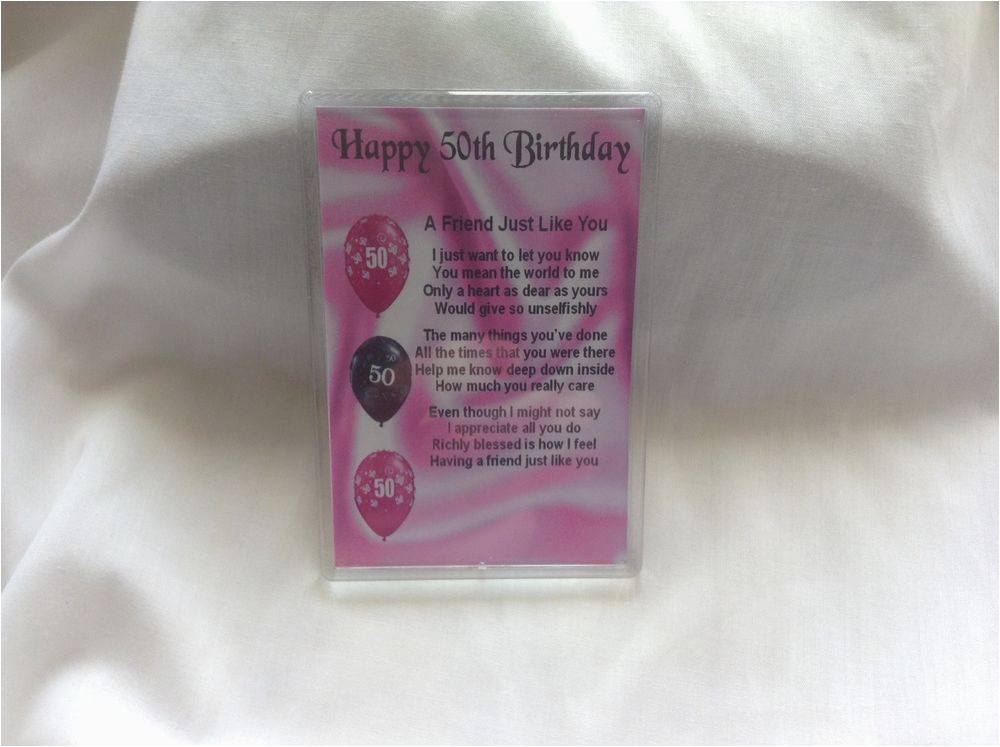 Happy 50th Birthday
A Friend Just Like You
I just want to let you know
You mean the world to me
Only a heart as dear as yours
Would give so unselfishly
The many things you've done
All the times that you were there
Help me know deep down inside
How much you really care
Even though I might not say
I appreciate all you do
Richly blessed is how I feel
Having a friend just like you
50
50
50
50